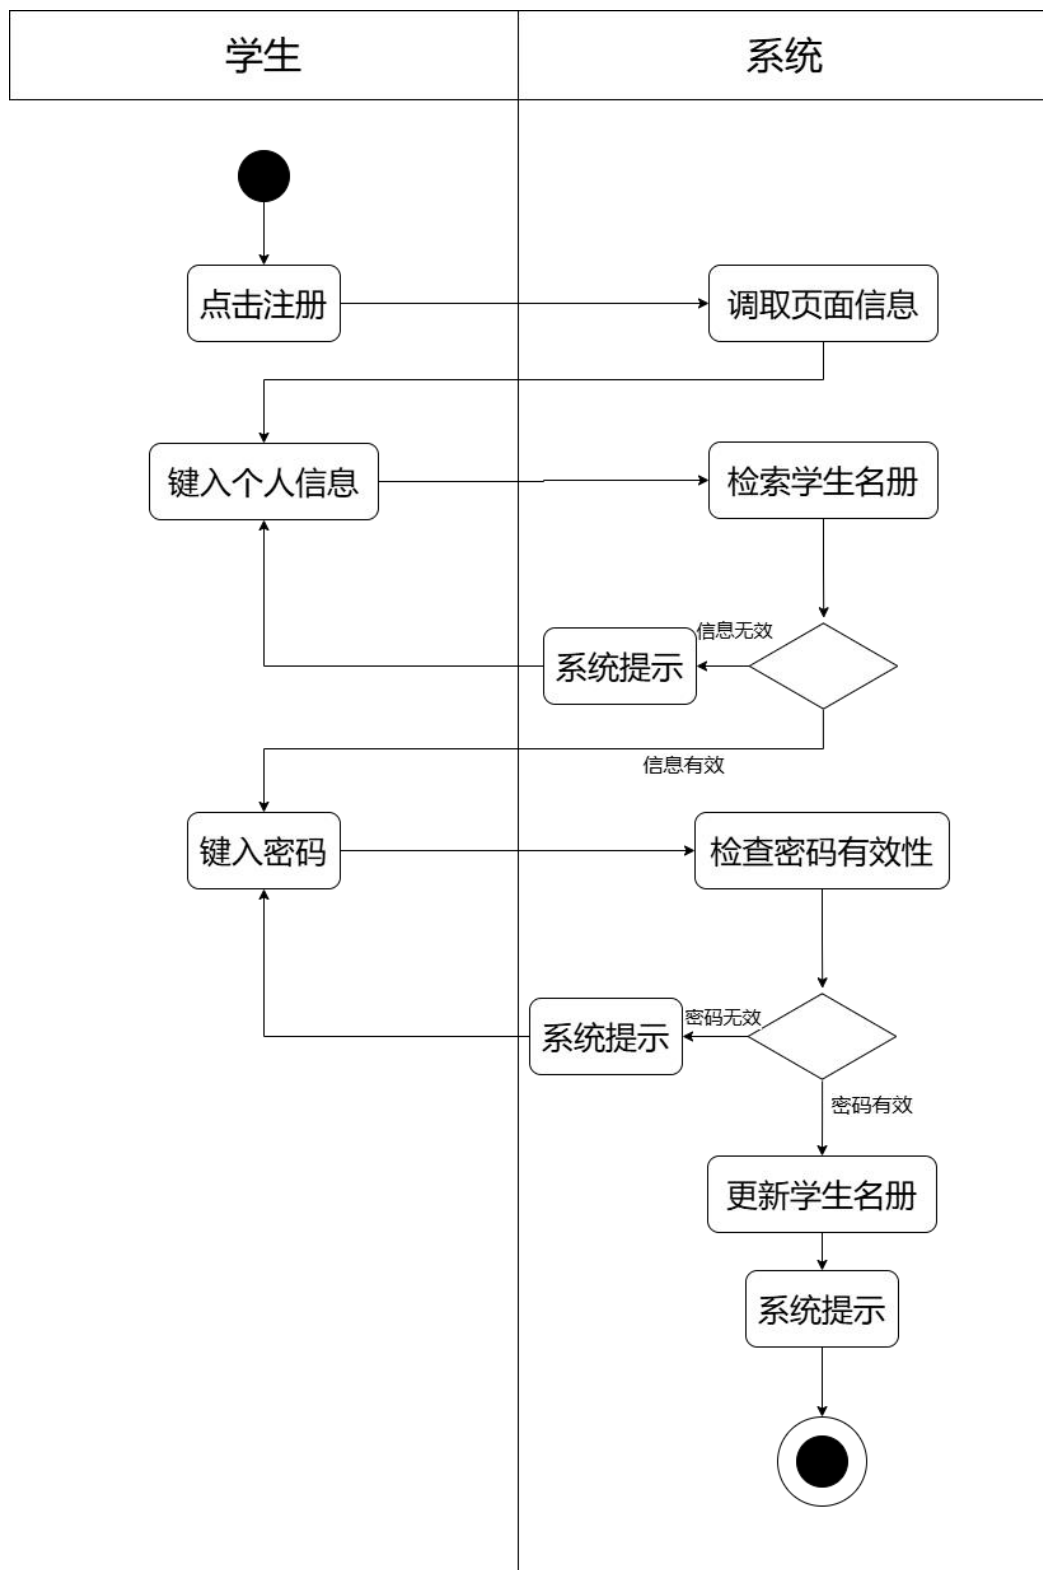 学生
系统
点击注册
调取页面信息
键入个人信息
检索学生名册
信息无效
系统提示
信息有效
键入密码
检查密码有效性
密码无效
系统提示
密码有效
更新学生名册
系统提示